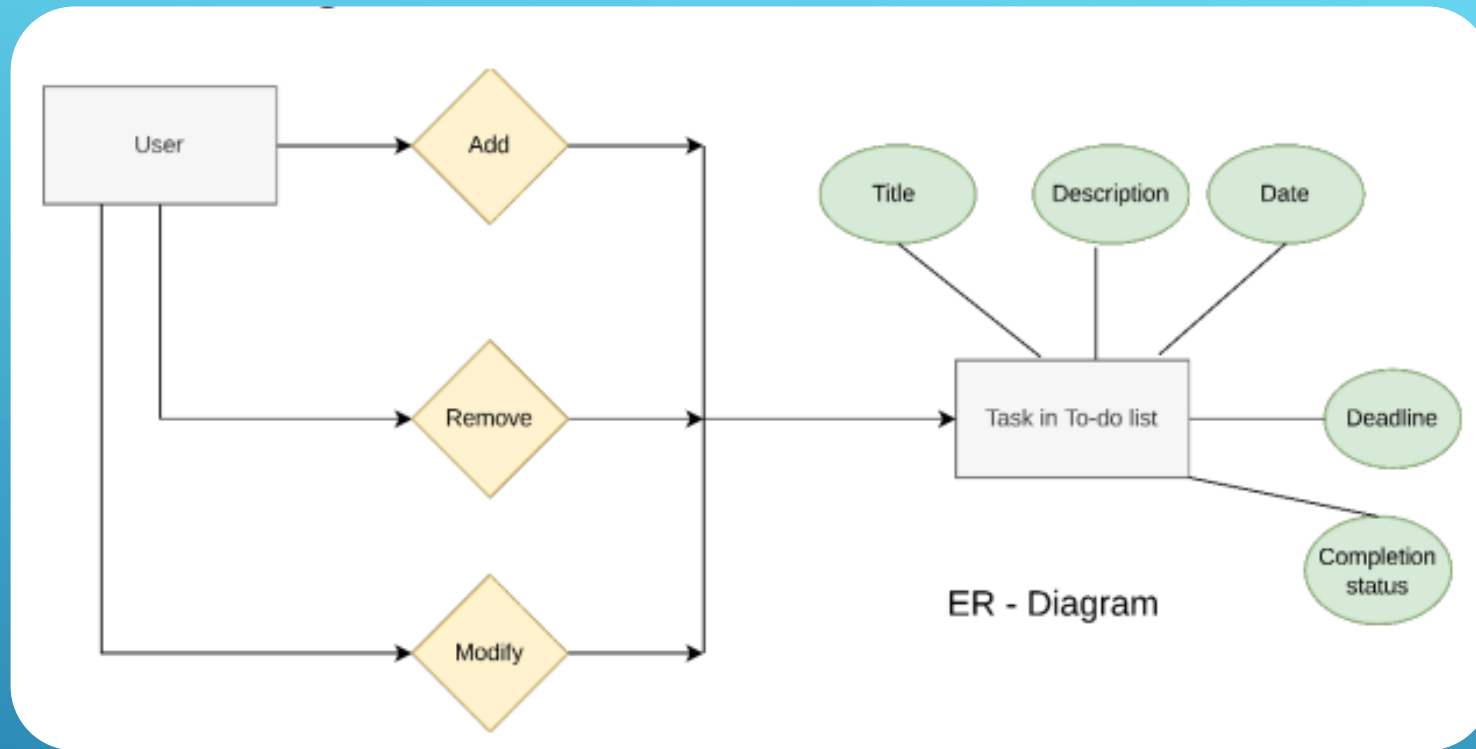 User
Add
Title
Description
Date
Remove
Task in To-do list
Deadline
Completion
status
ER - Diagram
Modify